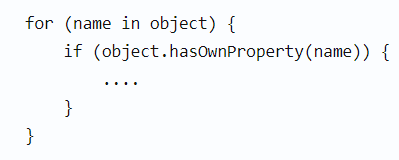 for (name in object) {
    if (object.hasOwnProperty(name)) {
        ....
    }
}